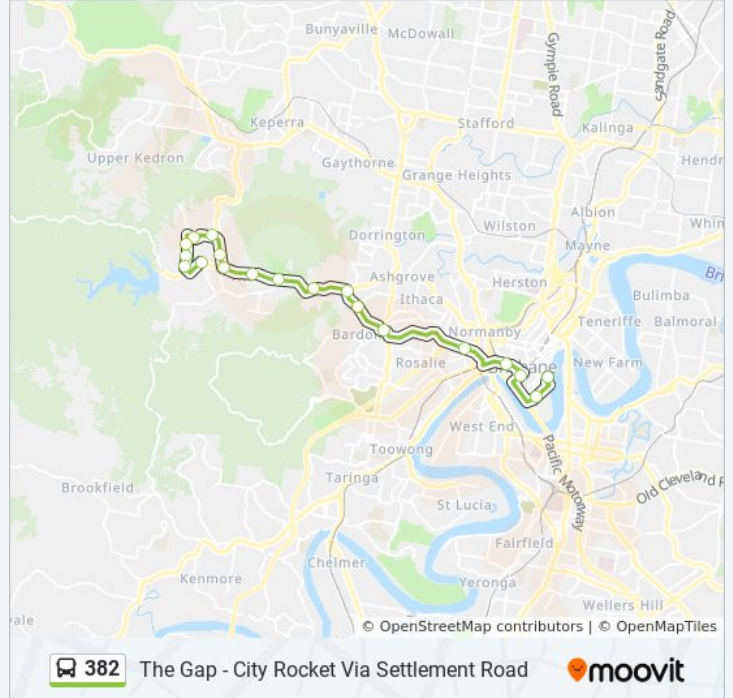 Bunyaville
McDowall
Gympie Road
Sandgate Road
Keperra
Stafford
Kalinga
Upper Kedron
Gaythorne
Hendr
Grange Heights
Albion
Wilston
Whin
Dorrington
Mayne
Ashgrove
Herston
Bri
Ithaca
Bulimba
Teneriffe
Balmoral
Normanby
Bardon
Rosalie
Brisbane
New Farm
West End
Toowong
Pacific Motorway
Taringa
Old Cleveland R
Brookfield
St Lucia
Fairfield
Chelmer
Kenmore
Yeronga
Wellers Hill
vale
© OpenStreetMap contributors | © OpenMapTiles
382 The Gap - City Rocket Via Settlement Road moovit